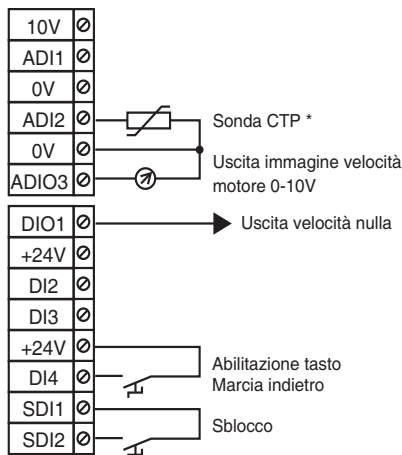 10V
ADI1
0V
ADI2
Sonda CTP *
0V
Uscita immagine velocità
motore 0-10V
ADIO3
DIO1
Uscita velocità nulla
+24V
DI2
DI3
+24V
Abilitazione tasto
Marcia indietro
DI4
SDI1
Sblocco
SDI2